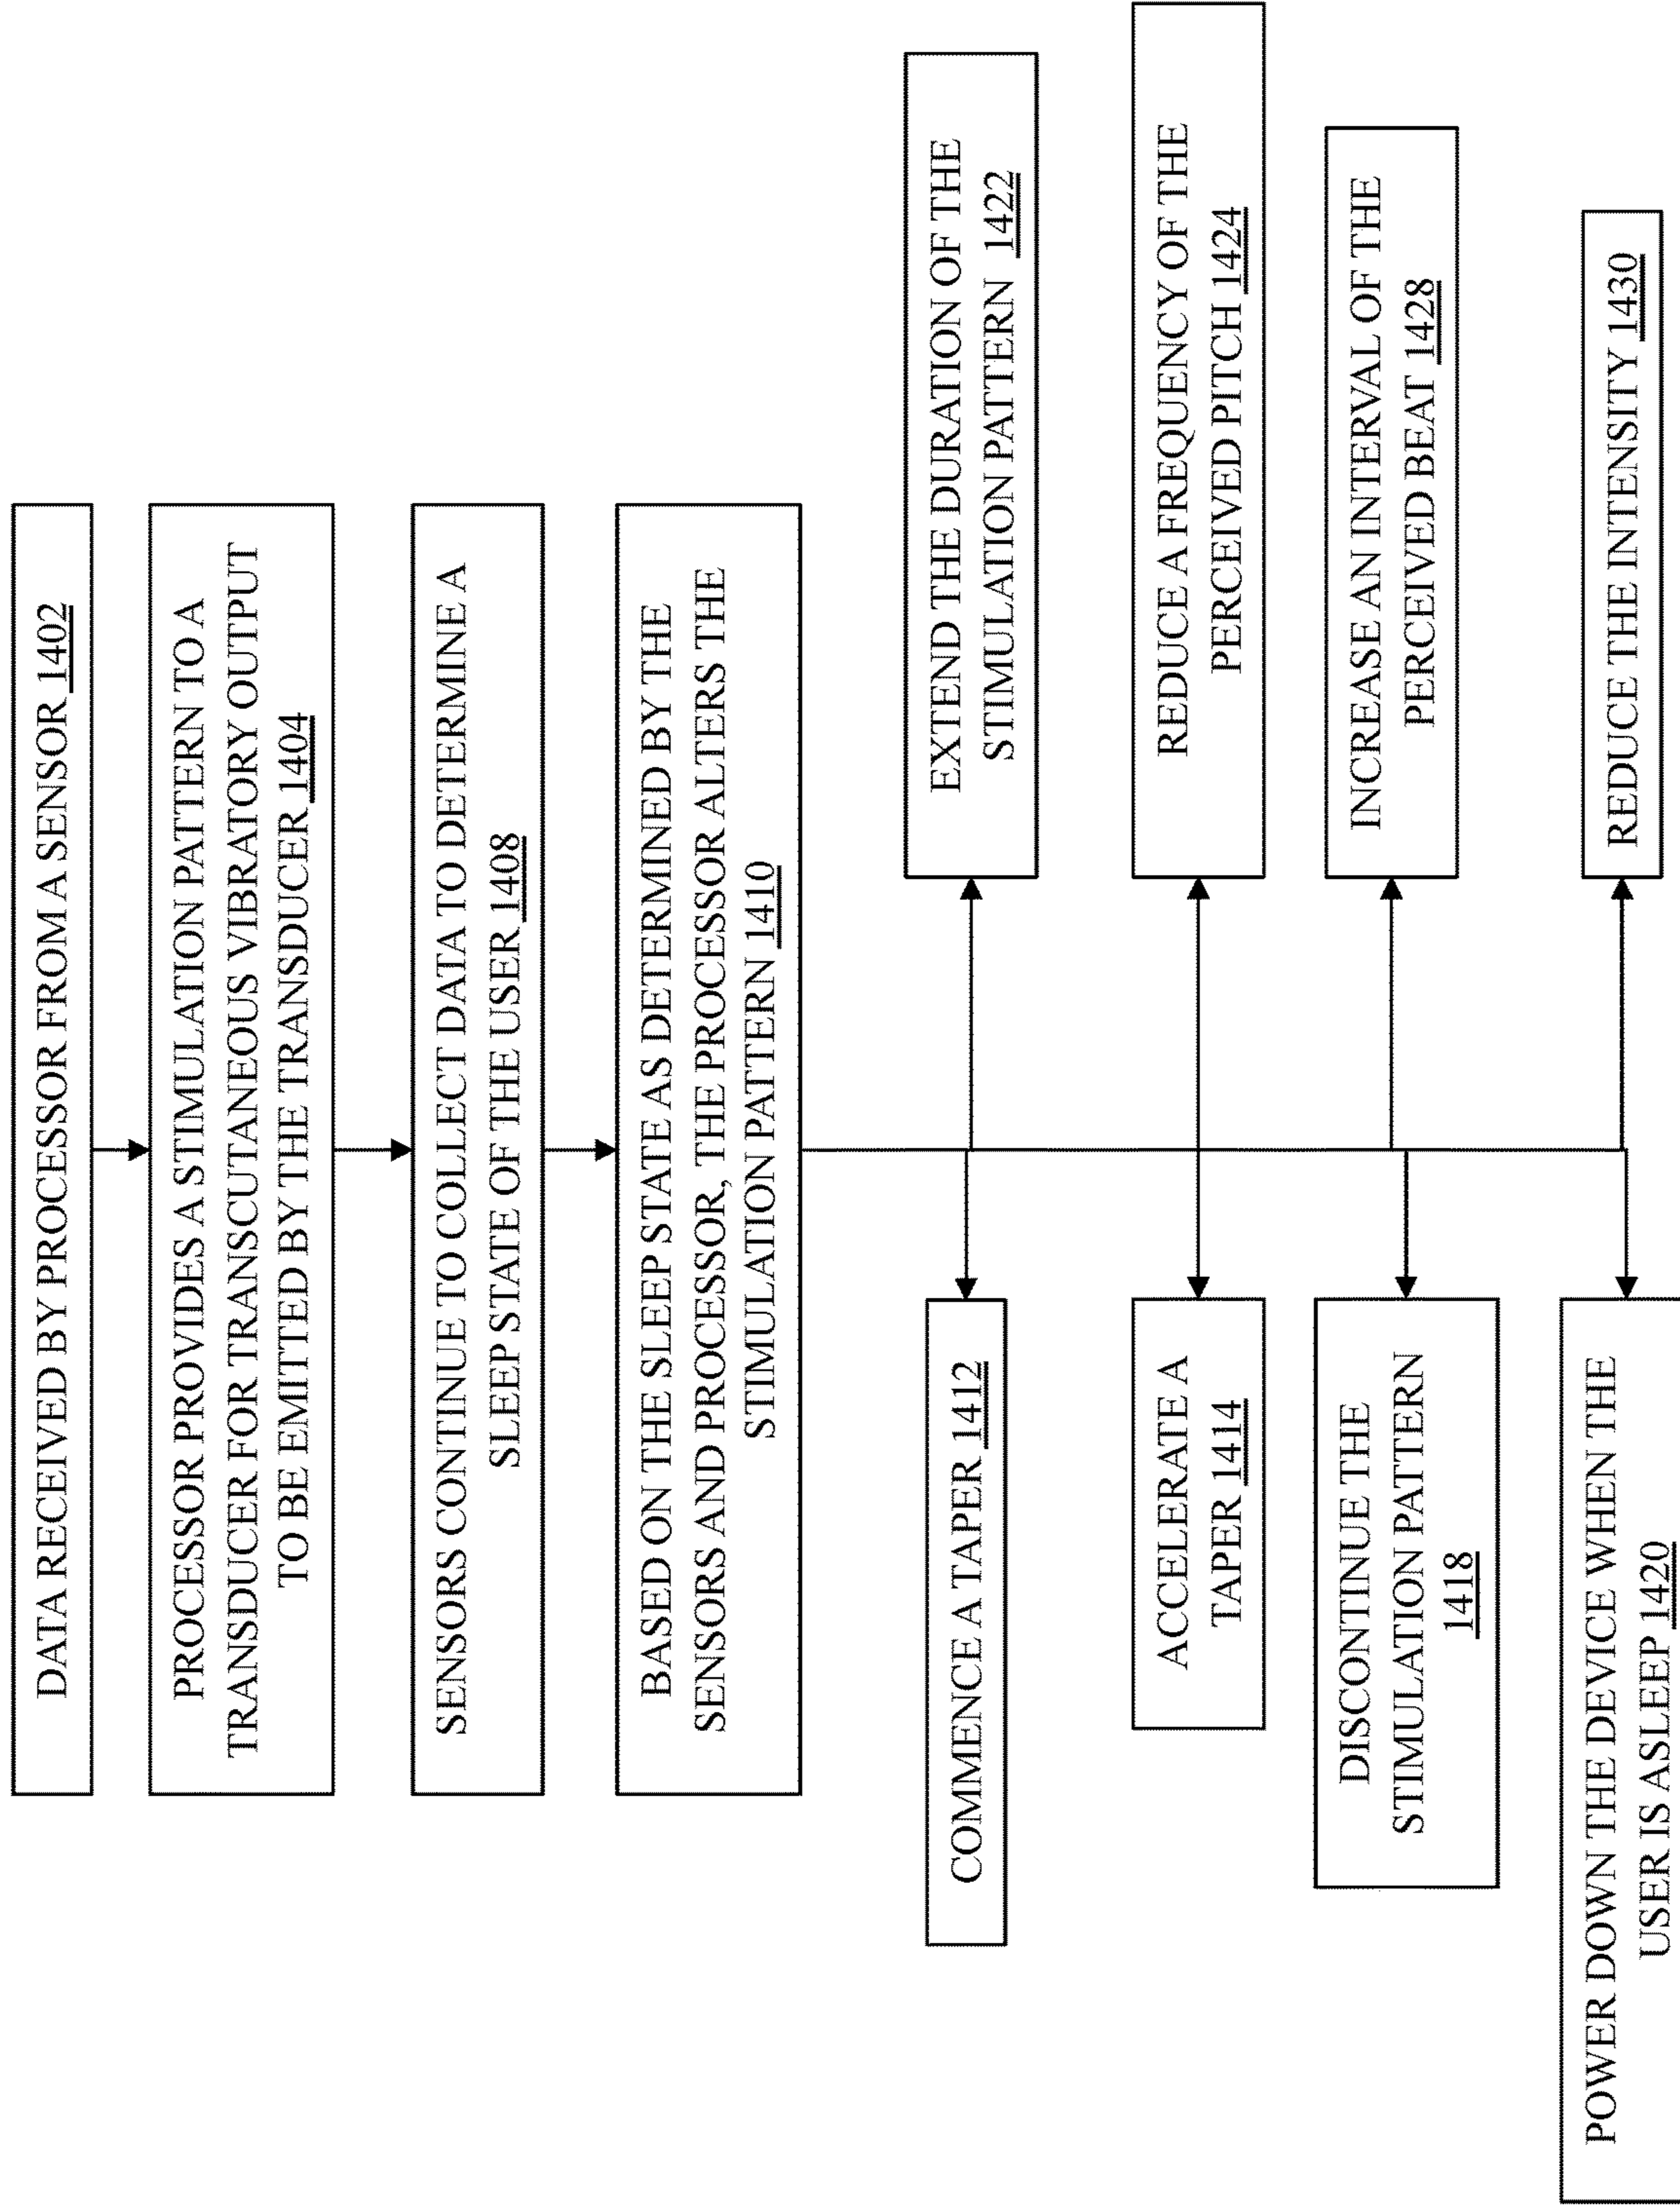 DATA RECEIVED BY PROCESSOR FROM A SENSOR 1402
PROCESSOR PROVIDES A STIMULATION PATTERN TO A
TRANSDUCER FOR TRANSCUTANEOUS VIBRATORY OUTPUT
TO BE EMITTED BY THE TRANSDUCER 1404
SENSORS CONTINUE TO COLLECT DATA TO DETERMINE A
SLEEP STATE OF THE USER 1408
BASED ON THE SLEEP STATE AS DETERMINED BY THE
SENSORS AND PROCESSOR, THE PROCESSOR ALTERS THE
STIMULATION PATTERN 1410
COMMENCE A TAPER 1412
ACCELERATE A
TAPER 1414
DISCONTINUE THE
STIMULATION PATTERN
1418
POWER DOWN THE DEVICE WHEN THE
USER IS ASLEEP 1420
EXTEND THE DURATION OF THE
STIMULATION PATTERN 1422
REDUCE A FREQUENCY OF THE
PERCEIVED PITCH 1424
INCREASE AN INTERVAL OF THE
PERCEIVED BEAT 1428
REDUCE THE INTENSITY 1430